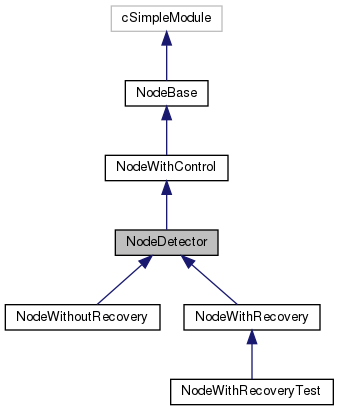 cSimpleModule
NodeBase
NodeWithControl
NodeDetector
NodeWithoutRecovery
NodeWithRecovery
NodeWithRecoveryTest